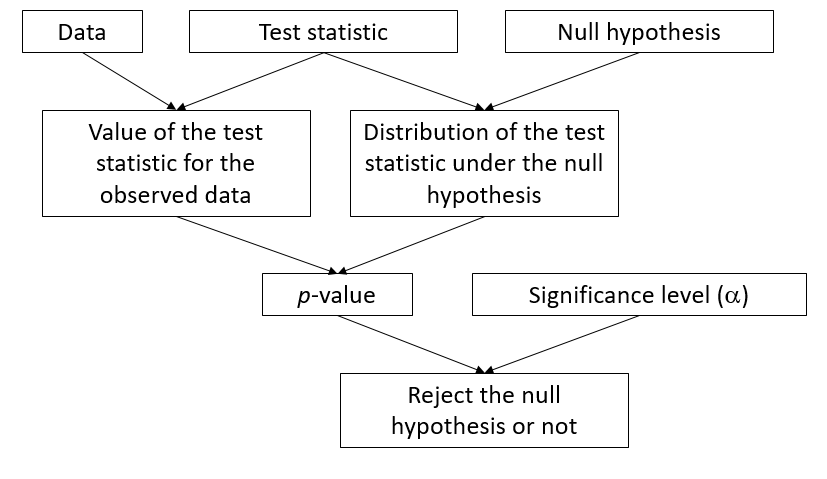 Data
Test statistic
Null hypothesis
Value of the test
statistic for the
observed data
Distribution of the test
statistic under the null
hypothesis
p-value
Significance level (α)
Reject the null
hypothesis or not